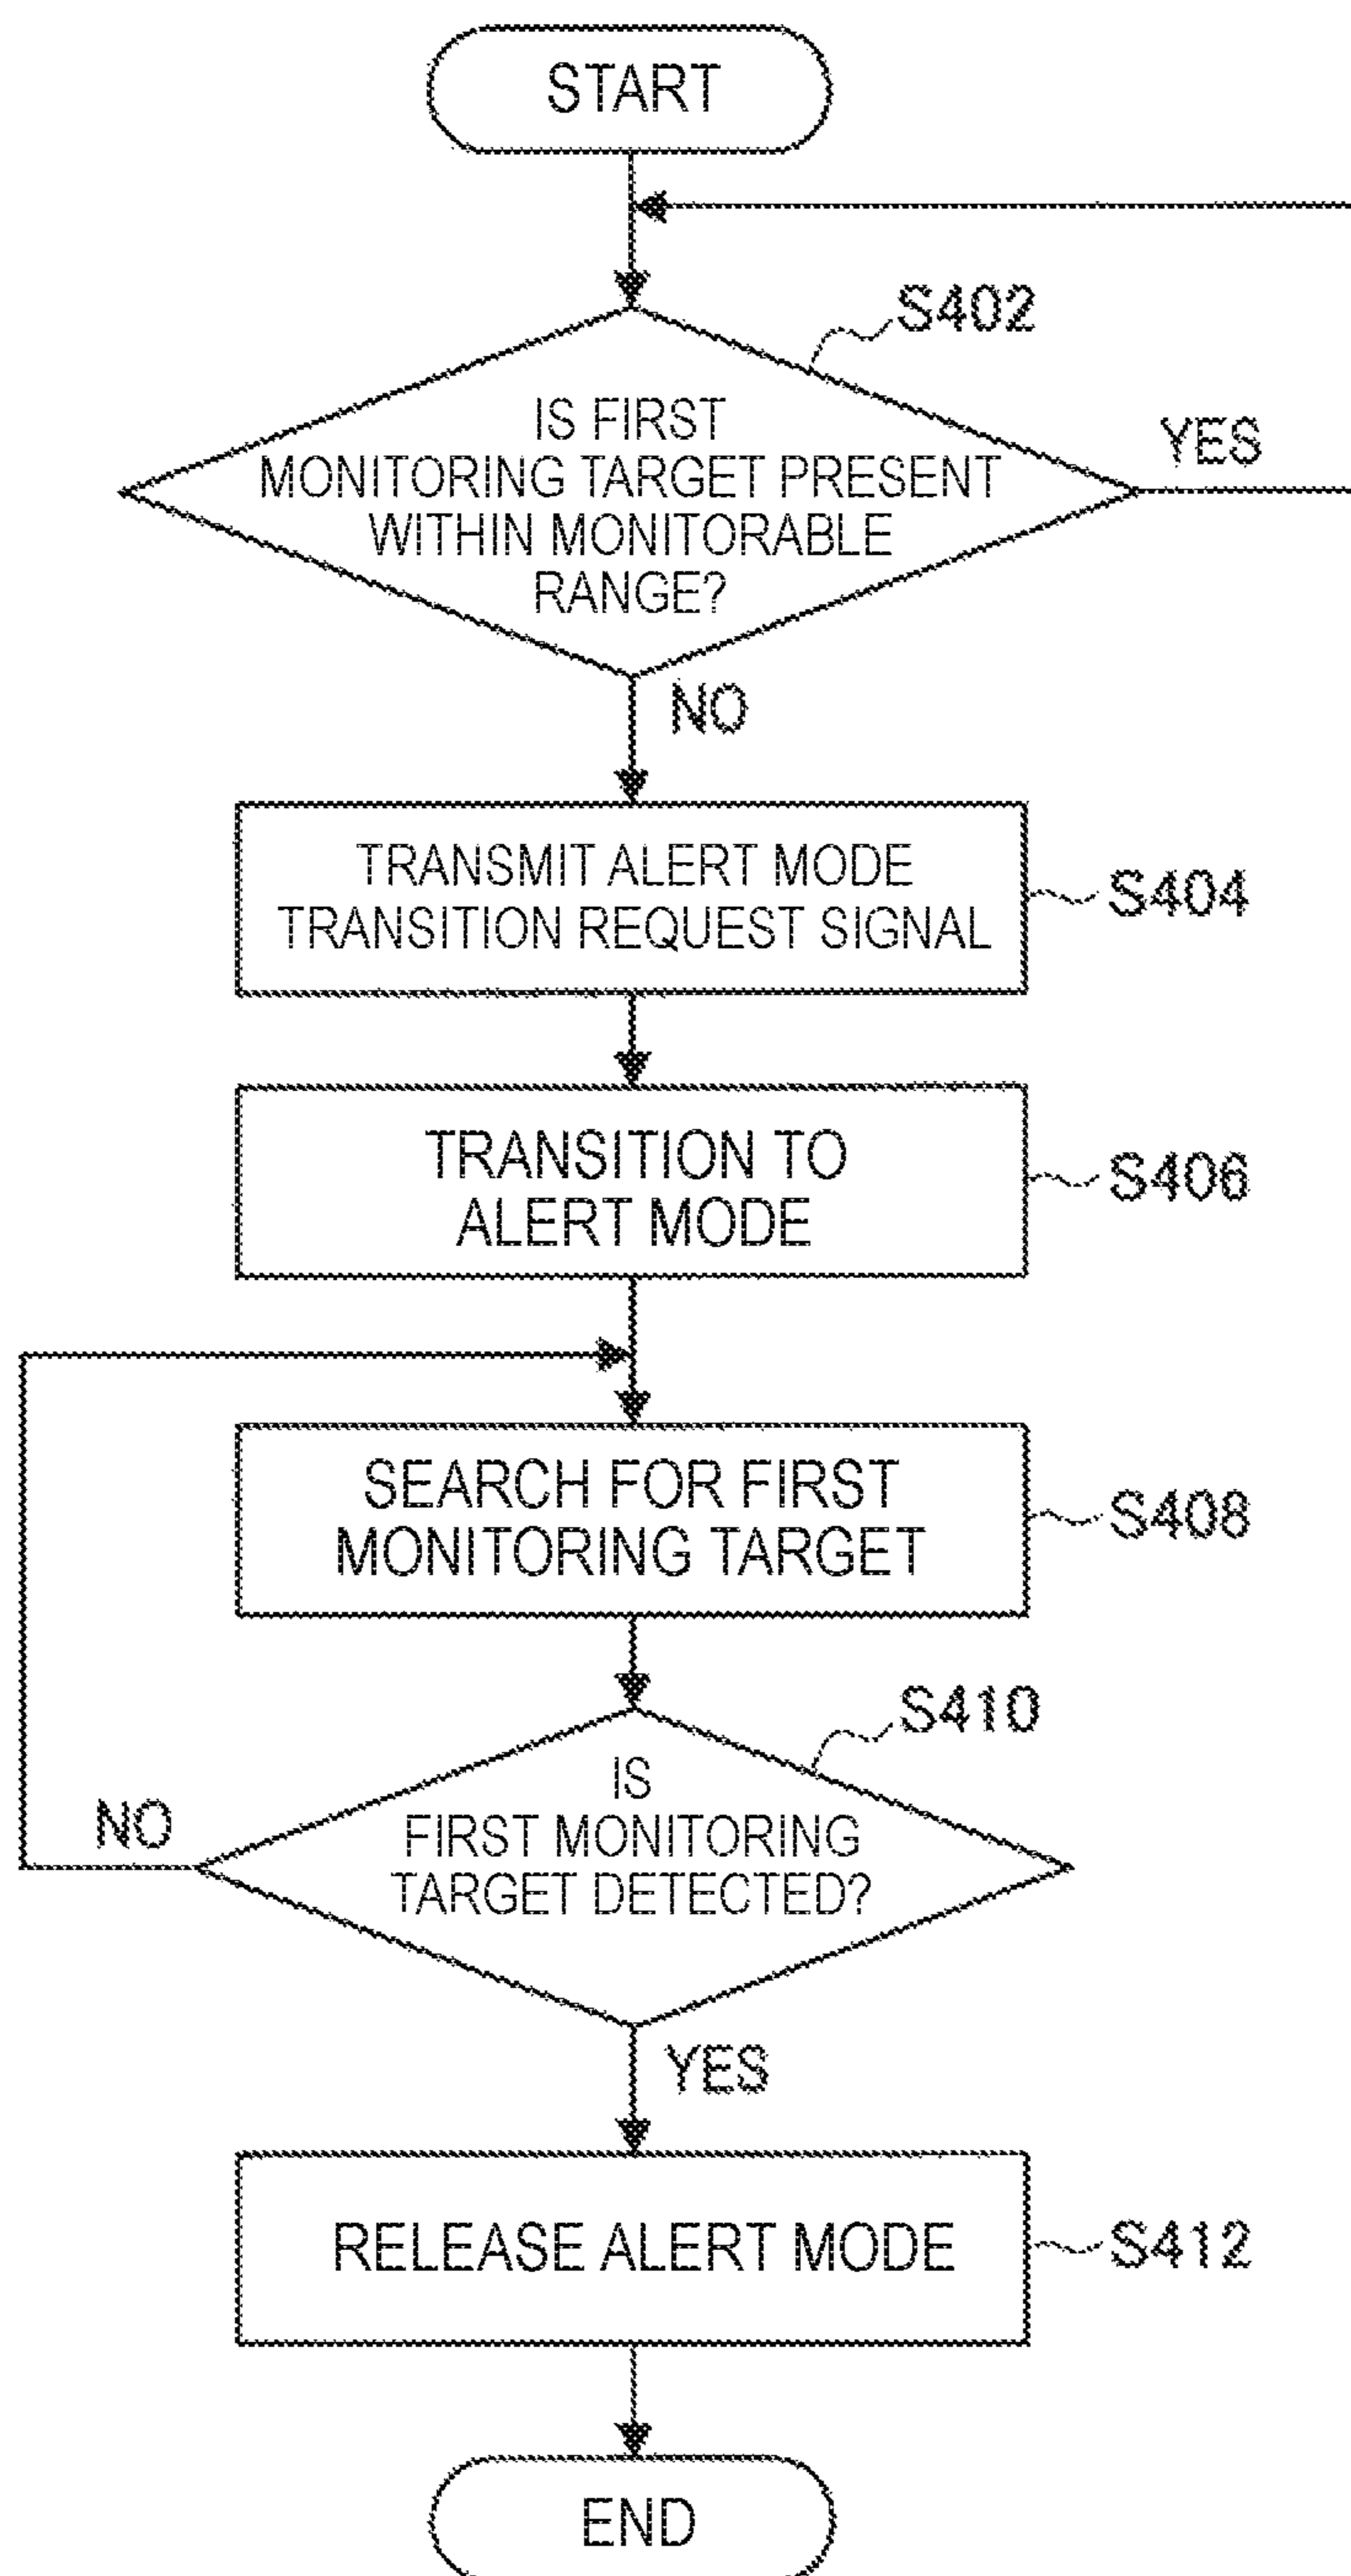 START
S402
IS FIRST
MONITORING TARGET PRESENT
WITHIN MONITORABLE
RANGE?
YES
NO
TRANSMIT ALERT MODE
TRANSITION REQUEST SIGNAL
S404
TRANSITION TO
ALERT MODE
S406
SEARCH FOR FIRST
MONITORING TARGET
S408
S410
IS
FIRST MONITORING
TARGET DETECTED?
NO
YES
RELEASE ALERT MODE
S412
END